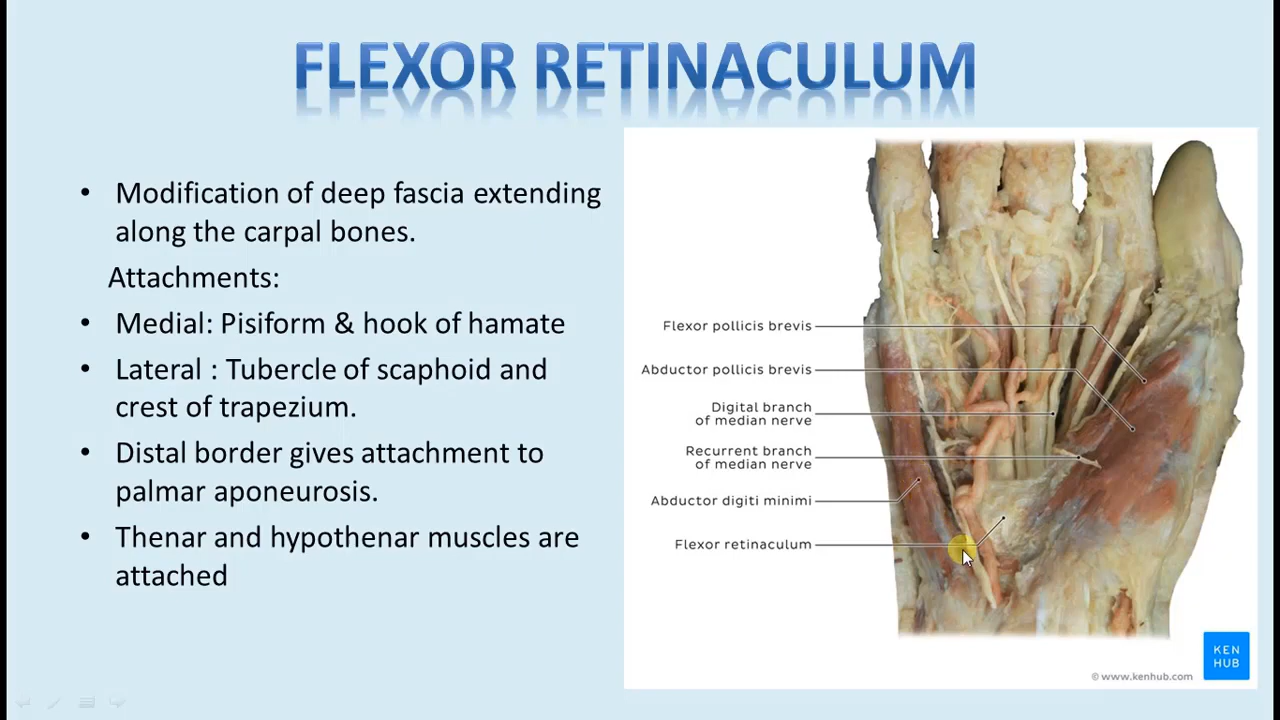 FLEXOR RETINACULUM
• Modification of deep fascia extending
along the carpal bones.
Attachments:
• Medial: Pisiform & hook of hamate
• Lateral : Tubercle of scaphoid and
crest of trapezium.
• Distal border gives attachment to
palmar aponeurosis.
• Thenar and hypothenar muscles are
attached
Flexor pollicis brevis
Abductor pollicis brevis
Digital branch
of median nerve
Recurrent branch
of median nerve
Abductor digiti minimi
Flexor retinaculum
KEN
HUB
© www.kenhub.com